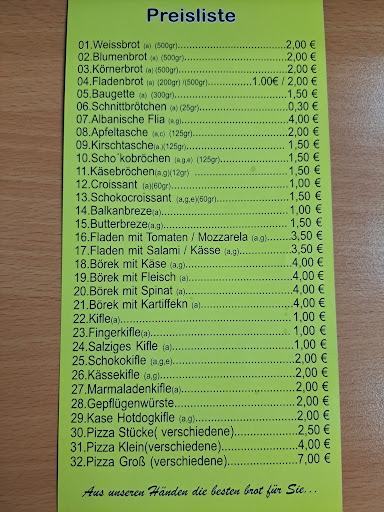 Preisliste
01.Weissbrot (a) (500gr)..............................2,00 €
02.Blumenbrot (a) (500gr)..........................2,00 €
03.Körnerbrot (a) (500gr)............................2,00 €
04.Fladenbrot (a) (200gr) /(500gr)..............1.00€ / 2,00 €
05.Baugette (a) (300gr)..............................1,50 €
06.Schnittbrötchen (a) (25gr)......................0,30 €
07.Albanische Flia (a,g)..............................4,00 €
08.Apfeltasche (a,c) (125gr).......................2,00 €
09.Kirschtasche(a,)(125gr).........................1,50 €
10.Scho´kobröchen (a,g,e) (125gr).............1,50 €
11.Käsebröchen(a,g)(12gr) .......................1,50 €
12.Croissant (a)(60gr)................................1,00 €
13.Schokocroissant (a,g,e)(60gr)................1,50 €
14.Balkanbreze(a)......................................1,00 €
15.Butterbreze(a,g).....................................1,50 €
16.Fladen mit Tomaten / Mozzarela (a,g).......3,50 €
17.Fladen mit Salami / Kässe (a,g)................3,50 €
18.Börek mit Käse (a,g)..............................4,00 €
19.Börek mit Fleisch (a)..............................4,00 €
20.Börek mit Spinat (a)...............................4,00 €
21.Börek mit Kartiffekn (a)...........................4,00 €
22.Kifle(a)..................................................1,00 €
23.Fingerkifle(a).........................................1,00 €
24.Salziges Kifle (a)...................................1,00 €
25.Schokokifle (a,g,e)................................2,00 €
26.Kässekifle (a,g).....................................2,00 €
27.Marmaladenkifle(a)................................2,00 €
28.Gepflügenwürste...................................2,00 €
29.Kase Hotdogkifle (a,g)...........................2,00 €
30.Pizza Stücke( verschiedene)..................2,50 €
31.Pizza Klein(verschiedene)......................4,00 €
32.Pizza Groß (verschiedene).....................7,00 €
Aus unseren Händen die besten brot für Sie...